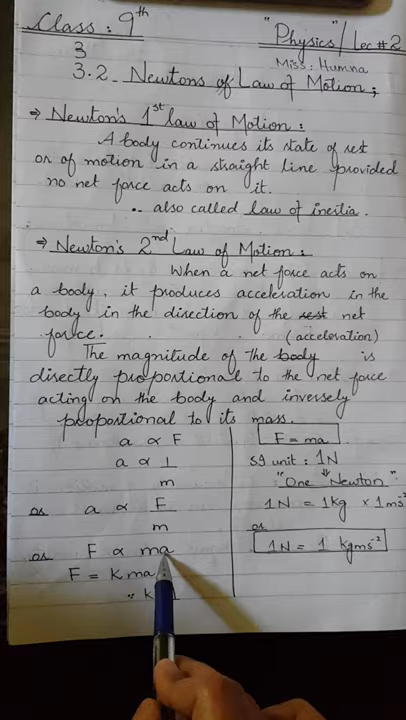 Class: 9th
"Physics"/Lec #2
3
Miss: Humna
3.2. Newtons of Law of Motion;
⇒ Newton's 1st law of Motion:
A body continues its state of rest
or of motion in a straight line provided
no net force acts on it.
∴ also called law of inertia.
⇒ Newton's 2nd Law of Motion:
When a net force acts on
a body, it produces acceleration in the
body in the direction of the rest net
force.
(acceleration)
The magnitude of the body is
directly proportional to the net force
acting on the body and inversely
proportional to its mass.
a ∝ F
a ∝ 1
m
or a ∝ F
m
or F ∝ ma
F = Kma
∵ k
F = ma
SI unit: 1N
"One Newton"
1N = 1kg × 1ms⁻²
or
1N = 1 kgms⁻²